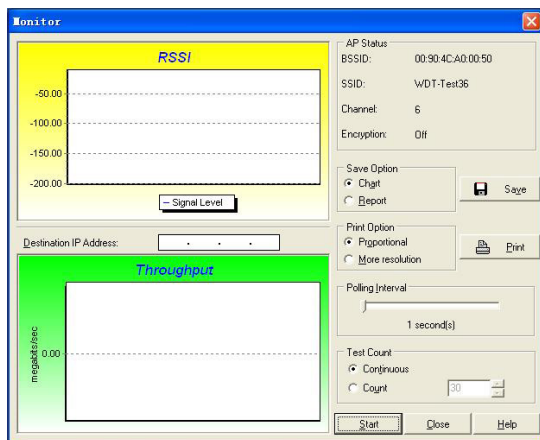 Monitor
RSSI
-50.00
-100.00
-150.00
-200.00
Signal Level
Destination IP Address: . . .
Throughput
megabits/sec
0.00
AP Status
BSSID: 00:90:4C:A0:00:50
SSID: WDT-Test36
Channel: 6
Encryption: Off
Save Option
Chart
Report
Save
Print Option
Proportional
More resolution
Print
Polling Interval
1 second(s)
Test Count
Continuous
Count 30
Start Close Help